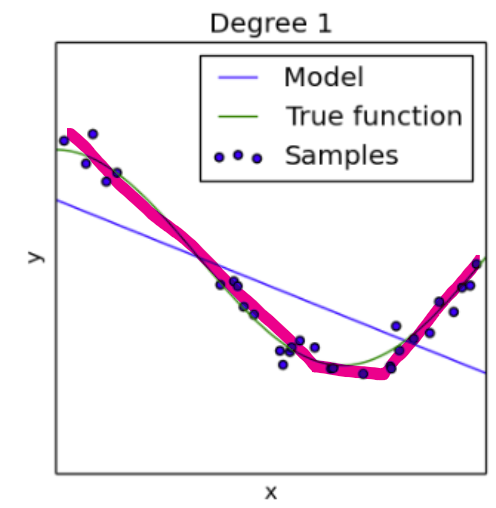 Degree 1
Model
True function
Samples
y
x